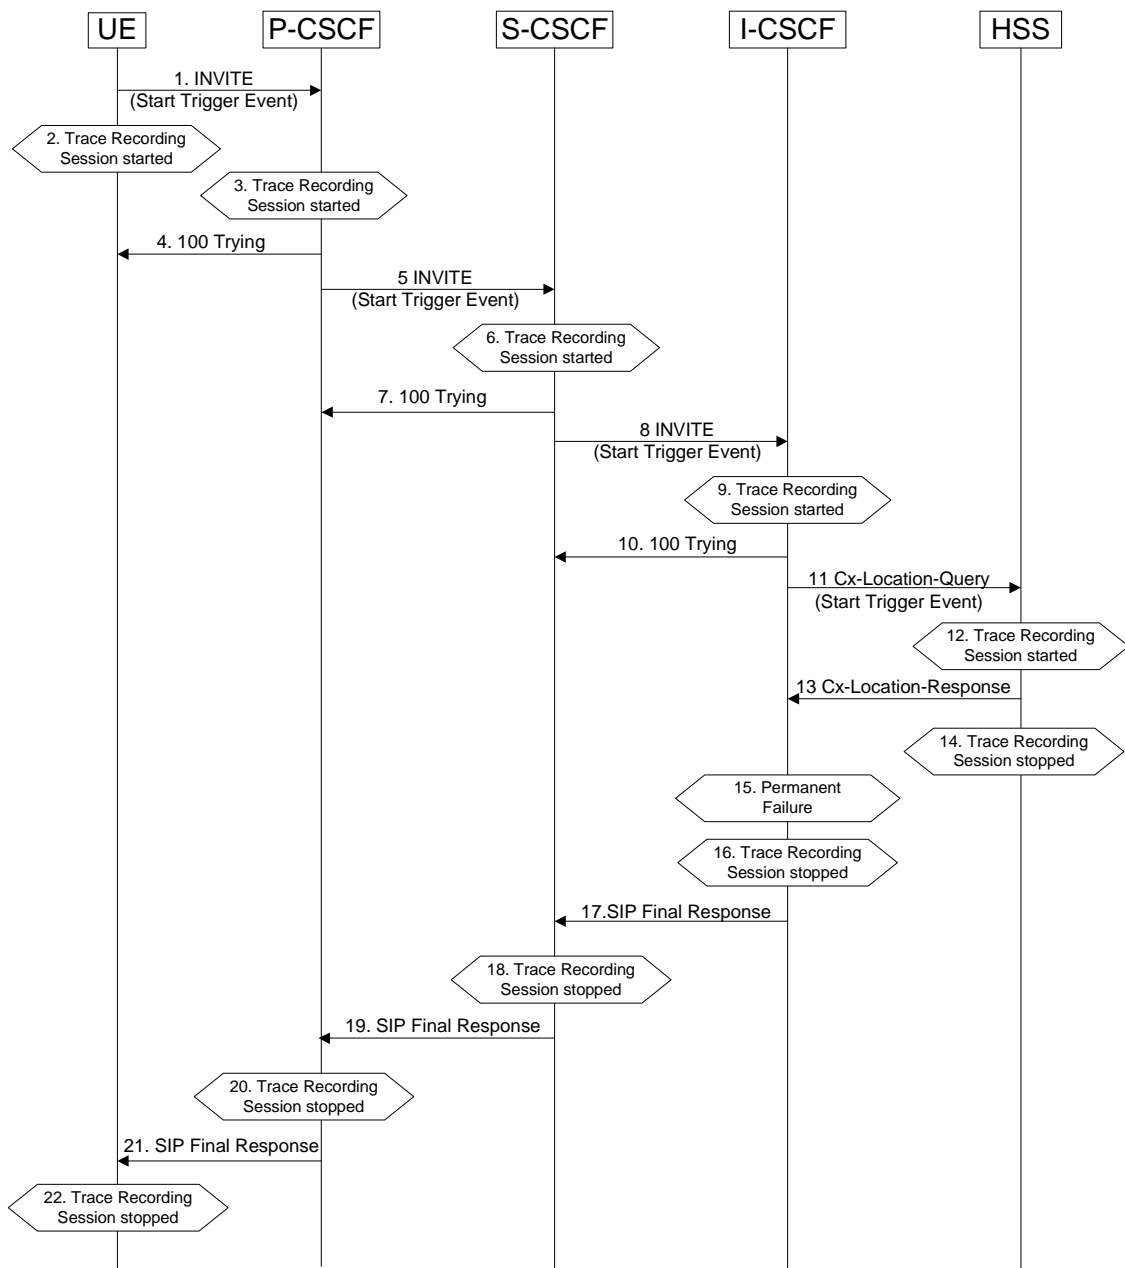 UE
P-CSCF
S-CSCF
I-CSCF
HSS
1. INVITE
(Start Trigger Event)
2. Trace Recording
Session started
3. Trace Recording
Session started
4. 100 Trying
5 INVITE
(Start Trigger Event)
6. Trace Recording
Session started
7. 100 Trying
8 INVITE
(Start Trigger Event)
9. Trace Recording
Session started
10. 100 Trying
11 Cx-Location-Query
(Start Trigger Event)
12. Trace Recording
Session started
13 Cx-Location-Response
14. Trace Recording
Session stopped
15. Permanent
Failure
16. Trace Recording
Session stopped
17.SIP Final Response
18. Trace Recording
Session stopped
19. SIP Final Response
20. Trace Recording
Session stopped
21. SIP Final Response
22. Trace Recording
Session stopped